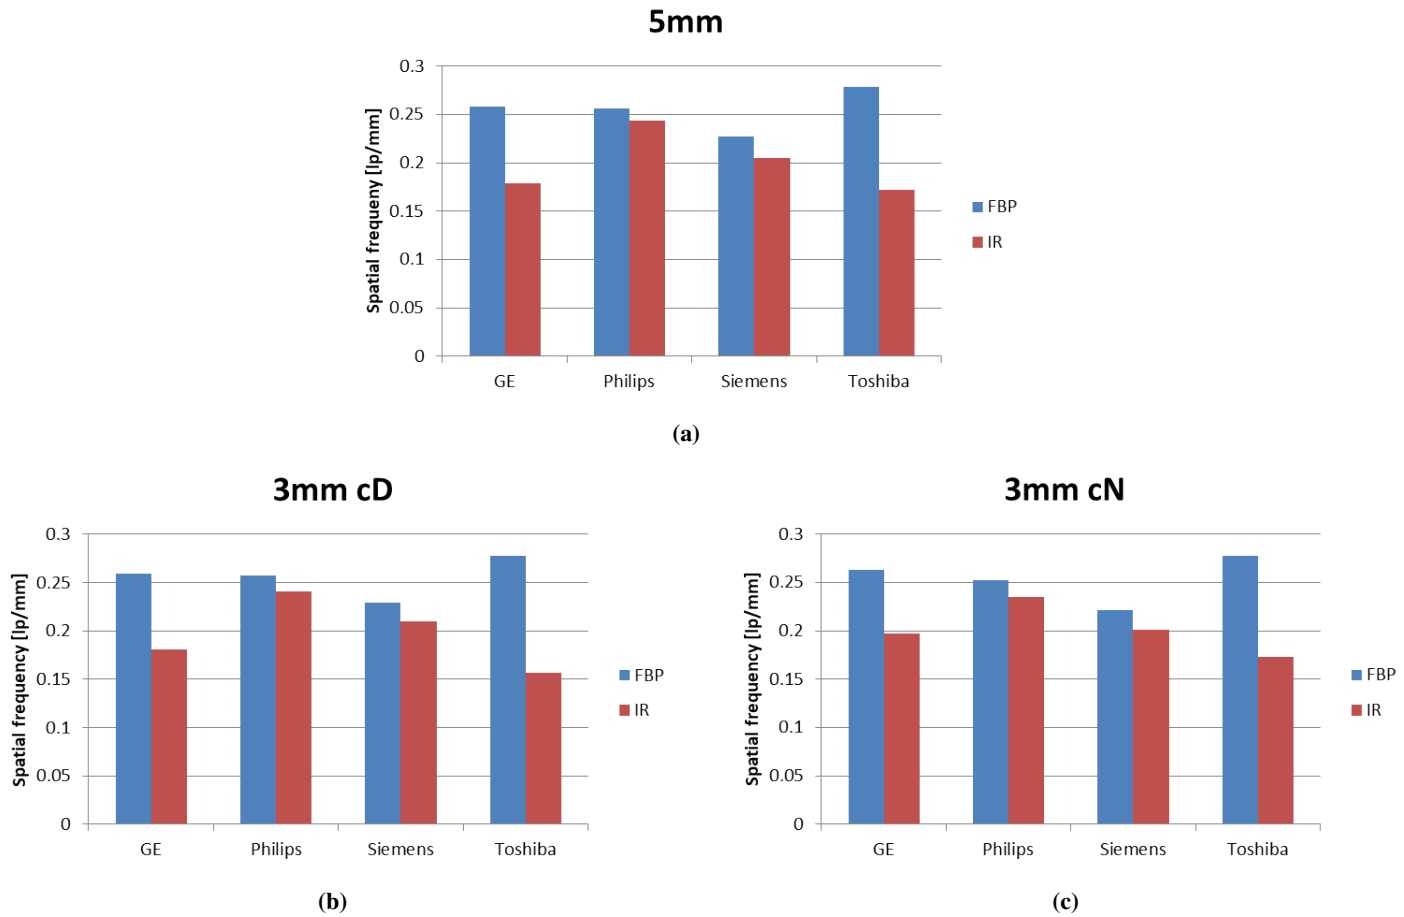 5mm
Spatial frequeny [lp/mm]
0.3
0.25
0.2
0.15
0.1
0.05
0
GE Philips Siemens Toshiba
FBP
IR
(a)
3mm cD
Spatial frequency [lp/mm]
0.3
0.25
0.2
0.15
0.1
0.05
0
GE Philips Siemens Toshiba
FBP
IR
(b)
3mm cN
Spatial frequency [lp/mm]
0.3
0.25
0.2
0.15
0.1
0.05
0
GE Philips Siemens Toshiba
FBP
IR
(c)